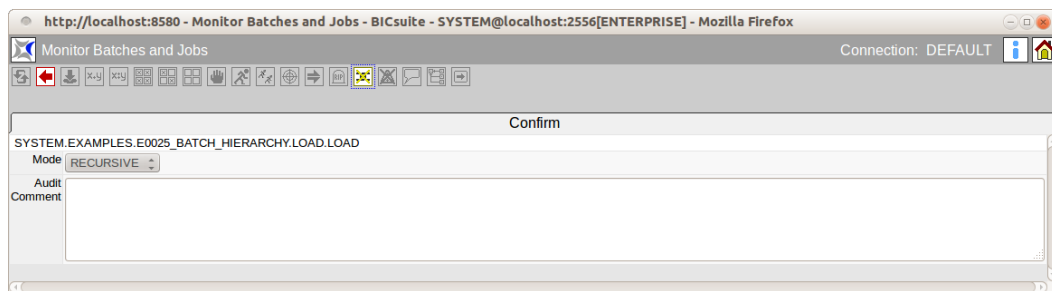 http://localhost:8580 - Monitor Batches and Jobs - BICsuite - SYSTEM@localhost:2556[ENTERPRISE] - Mozilla Firefox
Monitor Batches and Jobs
Connection: DEFAULT
x.y
x:y
RIP
Confirm
SYSTEM.EXAMPLES.E0025_BATCH_HIERARCHY.LOAD.LOAD
Mode
RECURSIVE
Audit
Comment